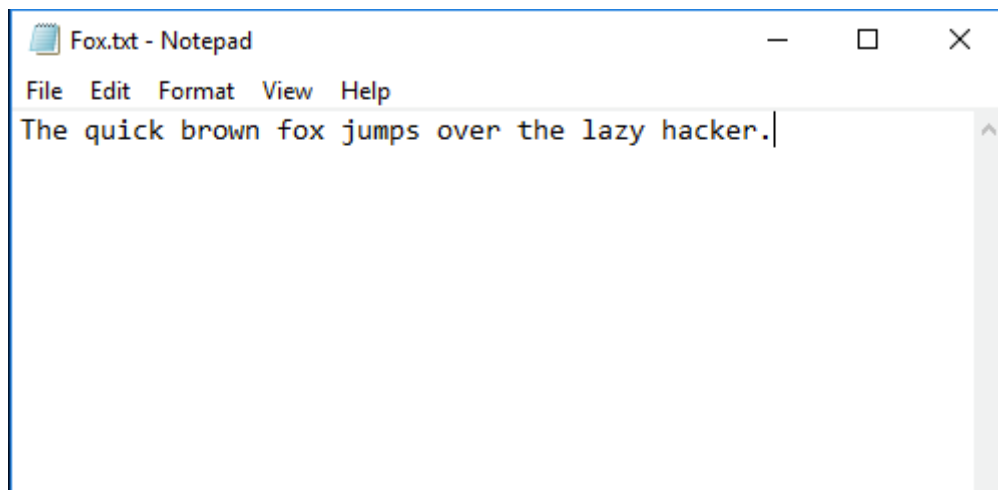 Fox.txt - Notepad
File Edit Format View Help
The quick brown fox jumps over the lazy hacker.